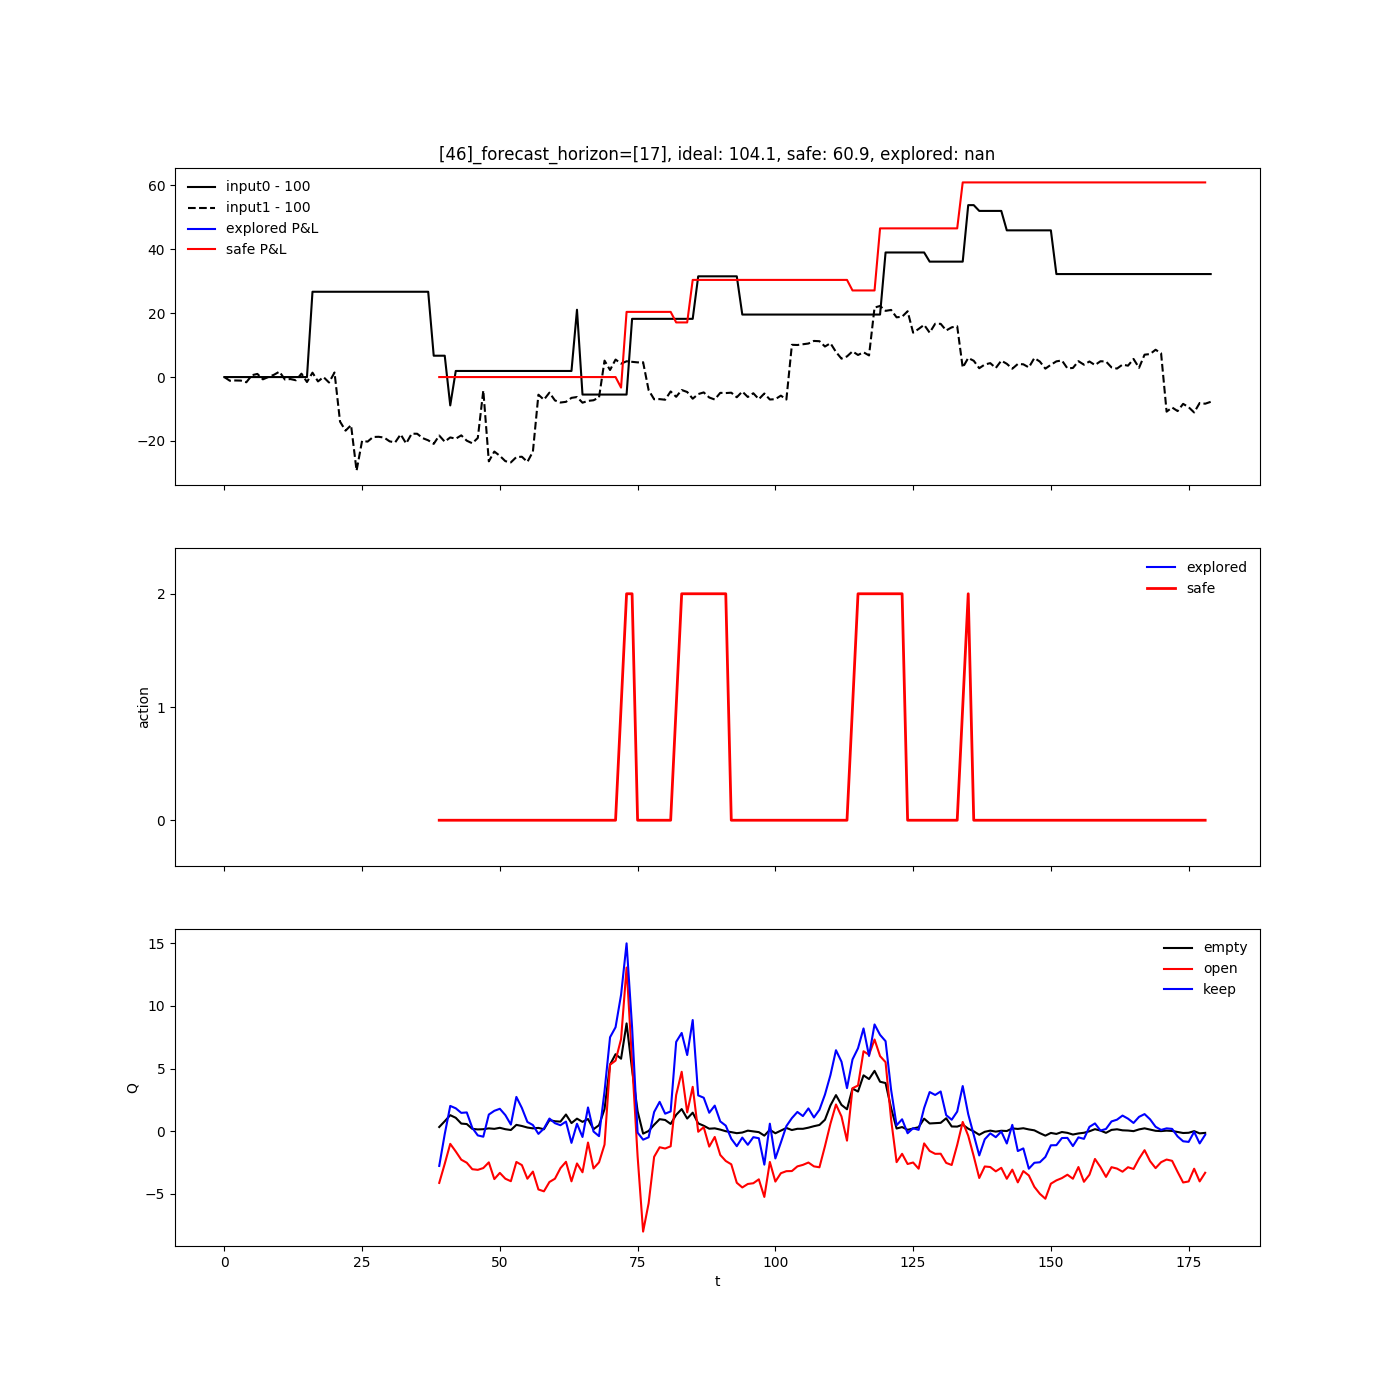 [46]_forecast_horizon=[17], ideal: 104.1, safe: 60.9, explored: nan
input0 - 100
input1 - 100
explored P&L
safe P&L
60
40
20
0
−20
explored
safe
2
1
0
action
empty
open
keep
15
10
5
0
−5
Q
0 25 50 75 100 125 150 175
t